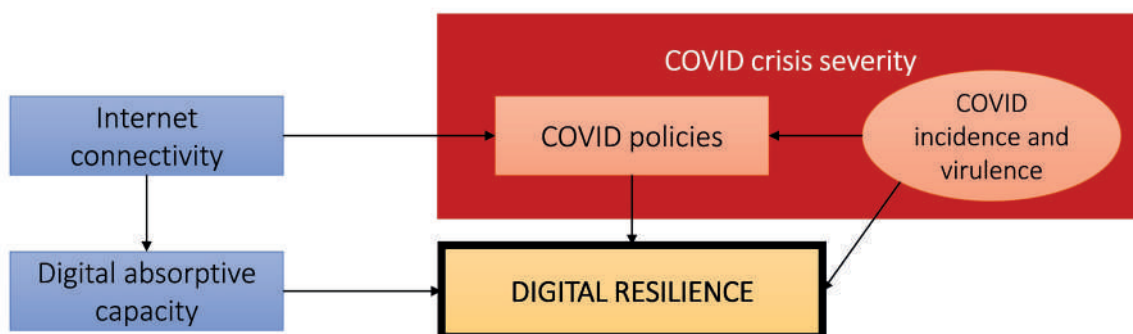 COVID crisis severity
Internet
connectivity
COVID policies
COVID
incidence and
virulence
Digital absorptive
capacity
DIGITAL RESILIENCE